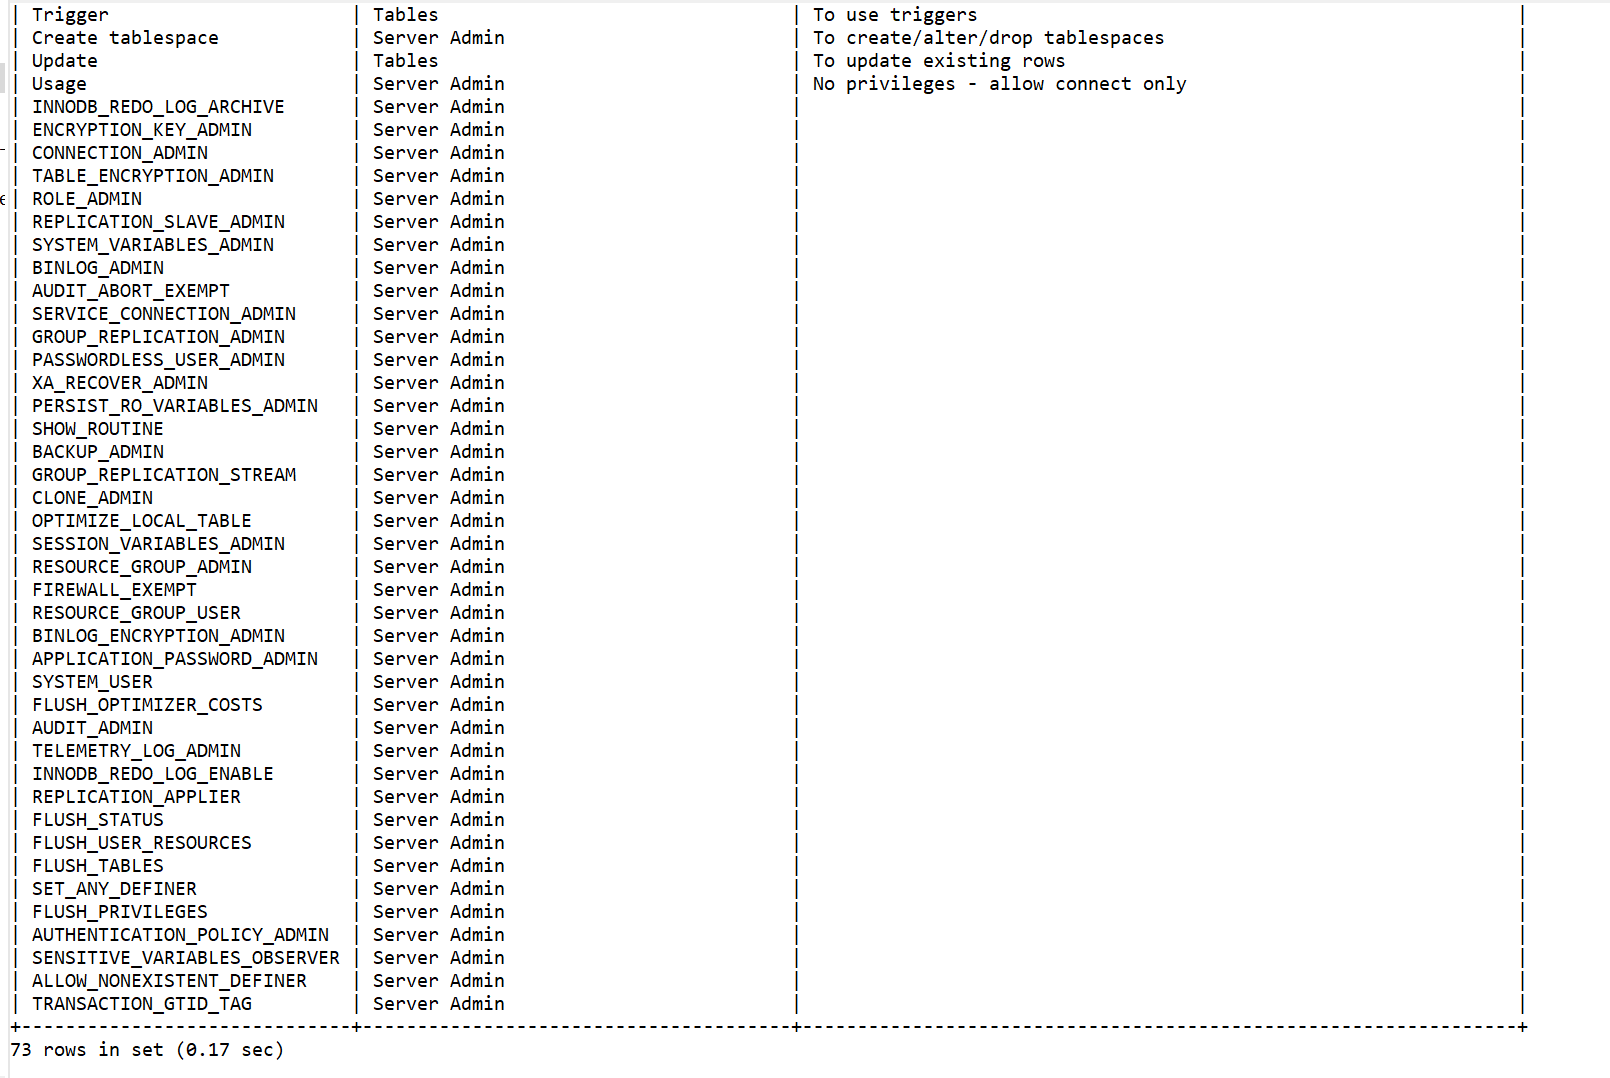 | Trigger | Tables | To use triggers |
| Create tablespace | Server Admin | To create/alter/drop tablespaces |
| Update | Tables | To update existing rows |
| Usage | Server Admin | No privileges - allow connect only |
| INNODB_REDO_LOG_ARCHIVE | Server Admin | |
| ENCRYPTION_KEY_ADMIN | Server Admin | |
| CONNECTION_ADMIN | Server Admin | |
| TABLE_ENCRYPTION_ADMIN | Server Admin | |
| ROLE_ADMIN | Server Admin | |
| REPLICATION_SLAVE_ADMIN | Server Admin | |
| SYSTEM_VARIABLES_ADMIN | Server Admin | |
| BINLOG_ADMIN | Server Admin | |
| AUDIT_ABORT_EXEMPT | Server Admin | |
| SERVICE_CONNECTION_ADMIN | Server Admin | |
| GROUP_REPLICATION_ADMIN | Server Admin | |
| PASSWORDLESS_USER_ADMIN | Server Admin | |
| XA_RECOVER_ADMIN | Server Admin | |
| PERSIST_RO_VARIABLES_ADMIN | Server Admin | |
| SHOW_ROUTINE | Server Admin | |
| BACKUP_ADMIN | Server Admin | |
| GROUP_REPLICATION_STREAM | Server Admin | |
| CLONE_ADMIN | Server Admin | |
| OPTIMIZE_LOCAL_TABLE | Server Admin | |
| SESSION_VARIABLES_ADMIN | Server Admin | |
| RESOURCE_GROUP_ADMIN | Server Admin | |
| FIREWALL_EXEMPT | Server Admin | |
| RESOURCE_GROUP_USER | Server Admin | |
| BINLOG_ENCRYPTION_ADMIN | Server Admin | |
| APPLICATION_PASSWORD_ADMIN | Server Admin | |
| SYSTEM_USER | Server Admin | |
| FLUSH_OPTIMIZER_COSTS | Server Admin | |
| AUDIT_ADMIN | Server Admin | |
| TELEMETRY_LOG_ADMIN | Server Admin | |
| INNODB_REDO_LOG_ENABLE | Server Admin | |
| REPLICATION_APPLIER | Server Admin | |
| FLUSH_STATUS | Server Admin | |
| FLUSH_USER_RESOURCES | Server Admin | |
| FLUSH_TABLES | Server Admin | |
| SET_ANY_DEFINER | Server Admin | |
| FLUSH_PRIVILEGES | Server Admin | |
| AUTHENTICATION_POLICY_ADMIN | Server Admin | |
| SENSITIVE_VARIABLES_OBSERVER | Server Admin | |
| ALLOW_NONEXISTENT_DEFINER | Server Admin | |
| TRANSACTION_GTID_TAG | Server Admin | |
+------------------------------+---------------------------------------+-----------------------------------------------------------------+
73 rows in set (0.17 sec)